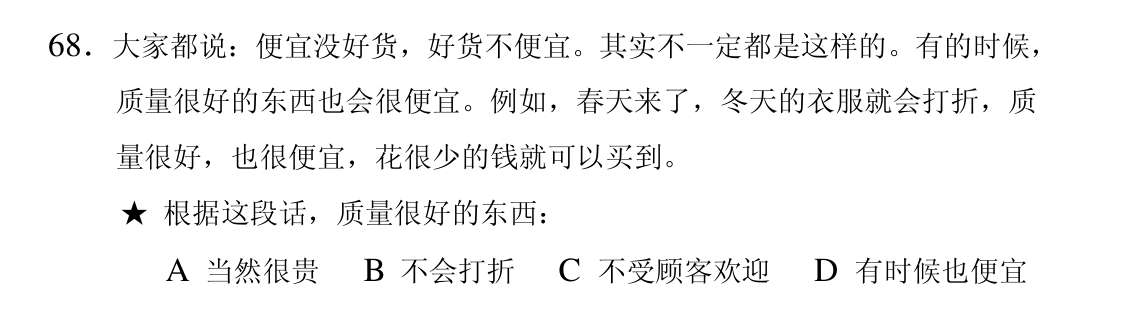 68．大家都说：便宜没好货，好货不便宜。其实不一定都是这样的。有的时候，
质量很好的东西也会很便宜。例如，春天来了，冬天的衣服就会打折，质
量很好，也很便宜，花很少的钱就可以买到。
★ 根据这段话，质量很好的东西：
A 当然很贵 B 不会打折 C 不受顾客欢迎 D 有时候也便宜